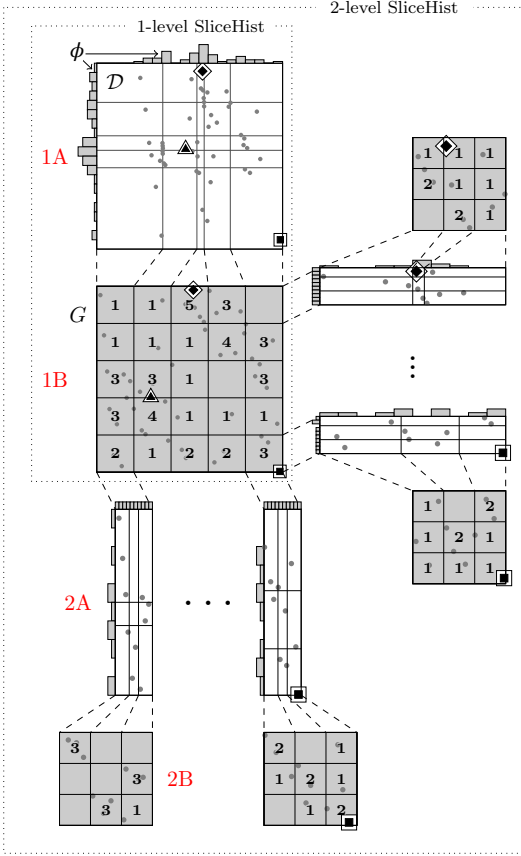 2-level SliceHist
1-level SliceHist
ϕ
𝒟
1A
1 1 1
2 1 1
2 1
G
1 1 5 3
1 1 1 4 3
1B
3 3 1 3
3 4 1 1 1
2 1 2 2 3
1 2
1 2 1
1 1 1
2A
2B
3
3
3 1
2 1
1 2 1
1 2